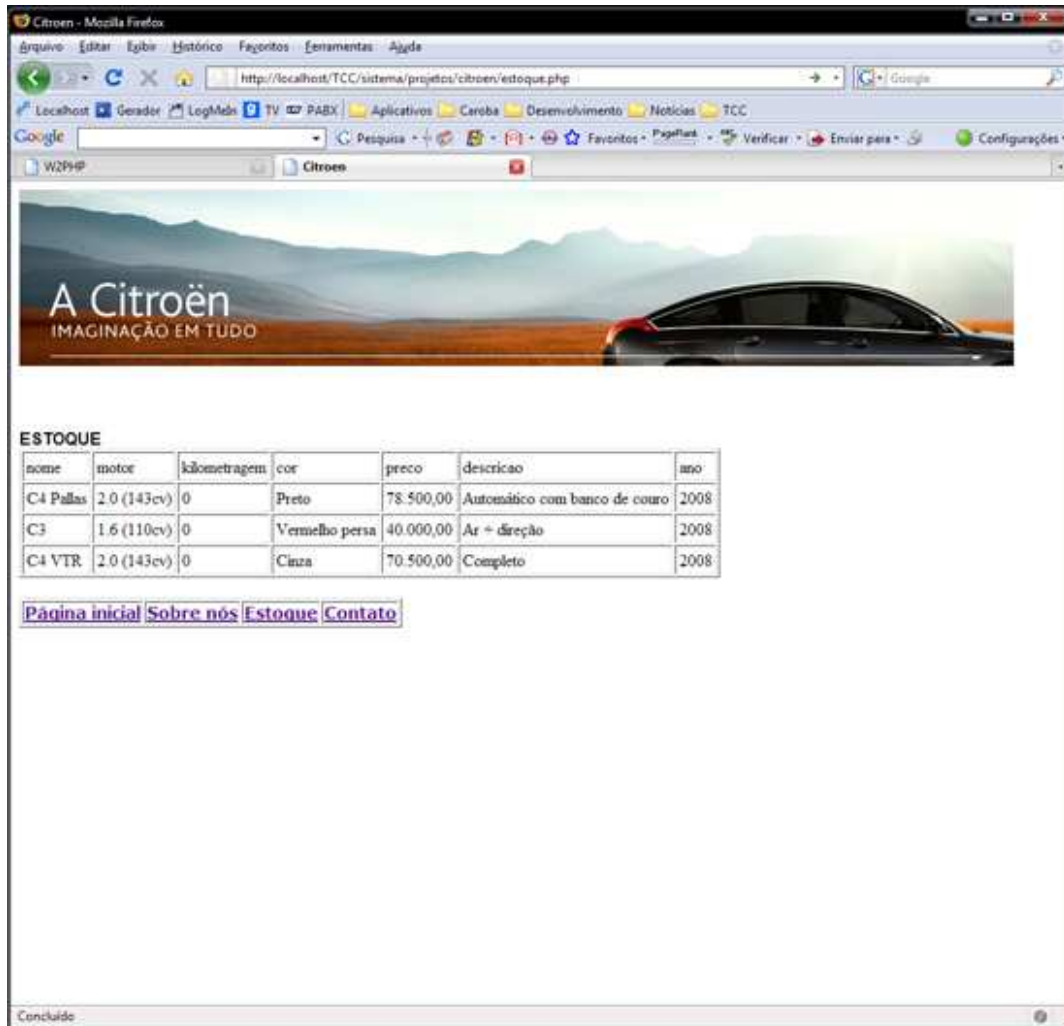 Citroen - Mozilla Firefox
Arquivo Editar Exibir Histórico Favoritos Ferramentas Ajuda
http://localhost/TCC/sistema/projetos/citroen/estoque.php Google
Localhost Gerador LogMeIn TV PABX Aplicativos Caroba Desenvolvimento Notícias TCC
Google Pesquisa Favoritos PageRank Verificar Enviar para Configurações
W2PHP Citroen
A Citroën
IMAGINAÇÃO EM TUDO
ESTOQUE
nome motor kilometragem cor preco descricao ano
C4 Pallas 2.0 (143cv) 0 Preto 78.500,00 Automático com banco de couro 2008
C3 1.6 (110cv) 0 Vermelho persa 40.000,00 Ar + direção 2008
C4 VTR 2.0 (143cv) 0 Cinza 70.500,00 Completo 2008
Página inicial Sobre nós Estoque Contato
Concluído